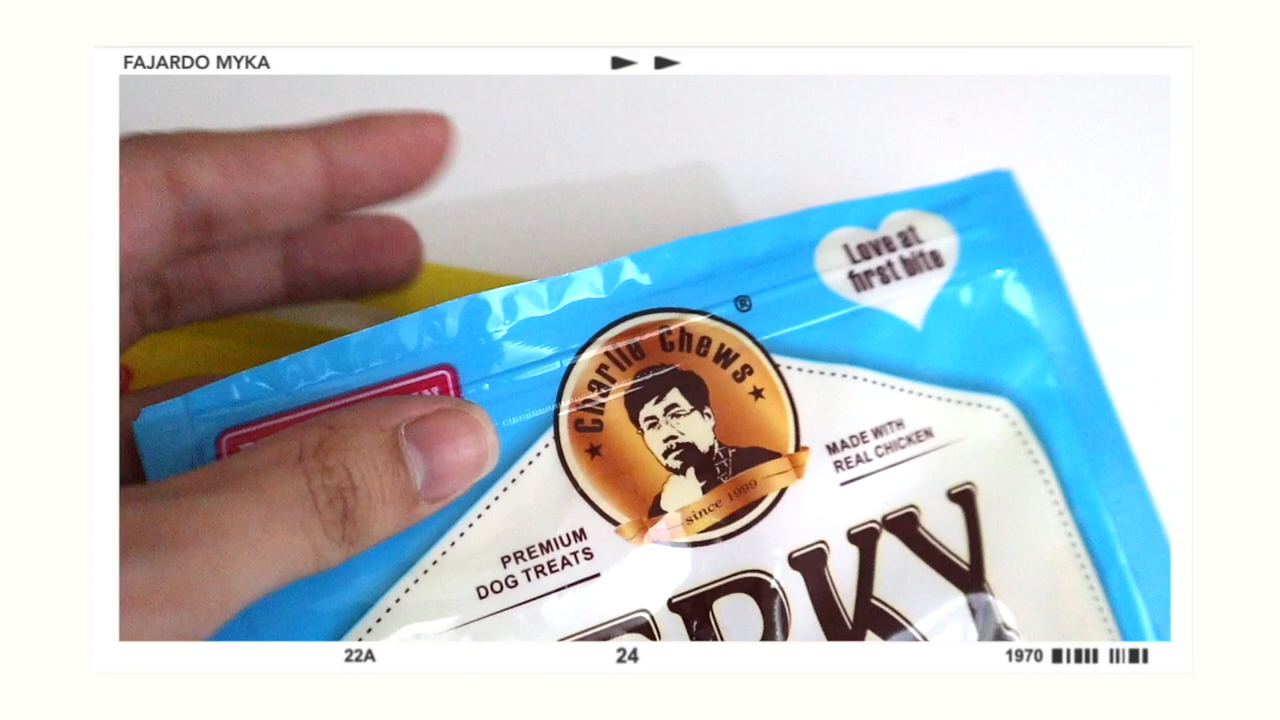 FAJARDO MYKA
Love at
first bite
®
Charlie Chews
since 1999
MADE WITH
REAL CHICKEN
PREMIUM
DOG TREATS
JERKY
22A
24
1970